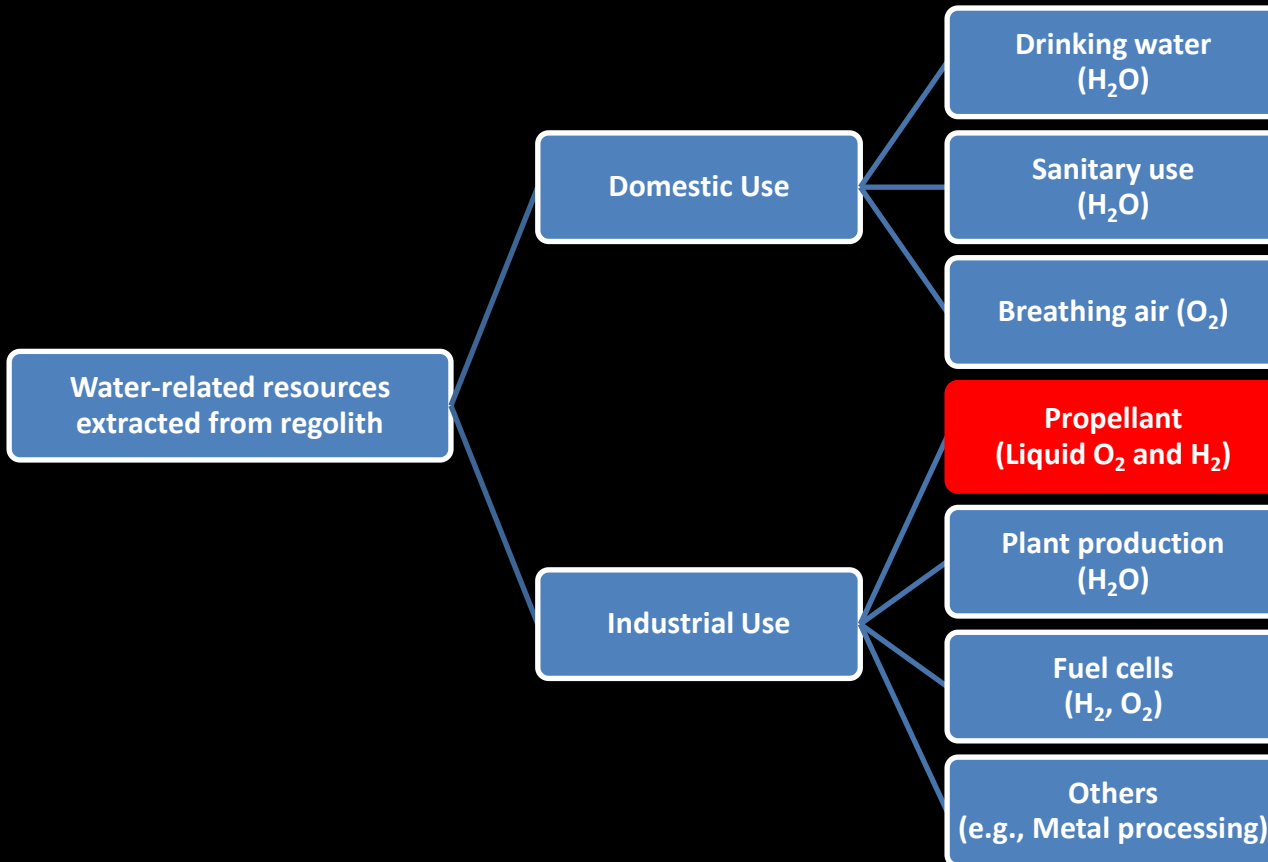 Drinking water
(H₂O)
Sanitary use
(H₂O)
Domestic Use
Breathing air (O₂)
Water-related resources
extracted from regolith
Propellant
(Liquid O₂ and H₂)
Plant production
(H₂O)
Industrial Use
Fuel cells
(H₂, O₂)
Others
(e.g., Metal processing)